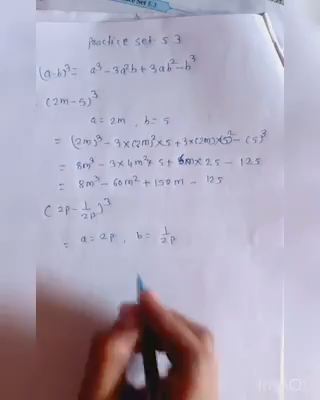 Practice set 5.3
(a-b)³ = a³ - 3a²b + 3ab² - b³
(2m-5)³
a = 2m, b = 5
= (2m)³ - 3×(2m)²×5 + 3×(2m)×(5)² - (5)³
= 8m³ - 3×4m²×5 + 6m×25 - 125
= 8m³ - 60m² + 150m - 125
(2p - 1/2p)³
= a = 2p, b = 1/2p